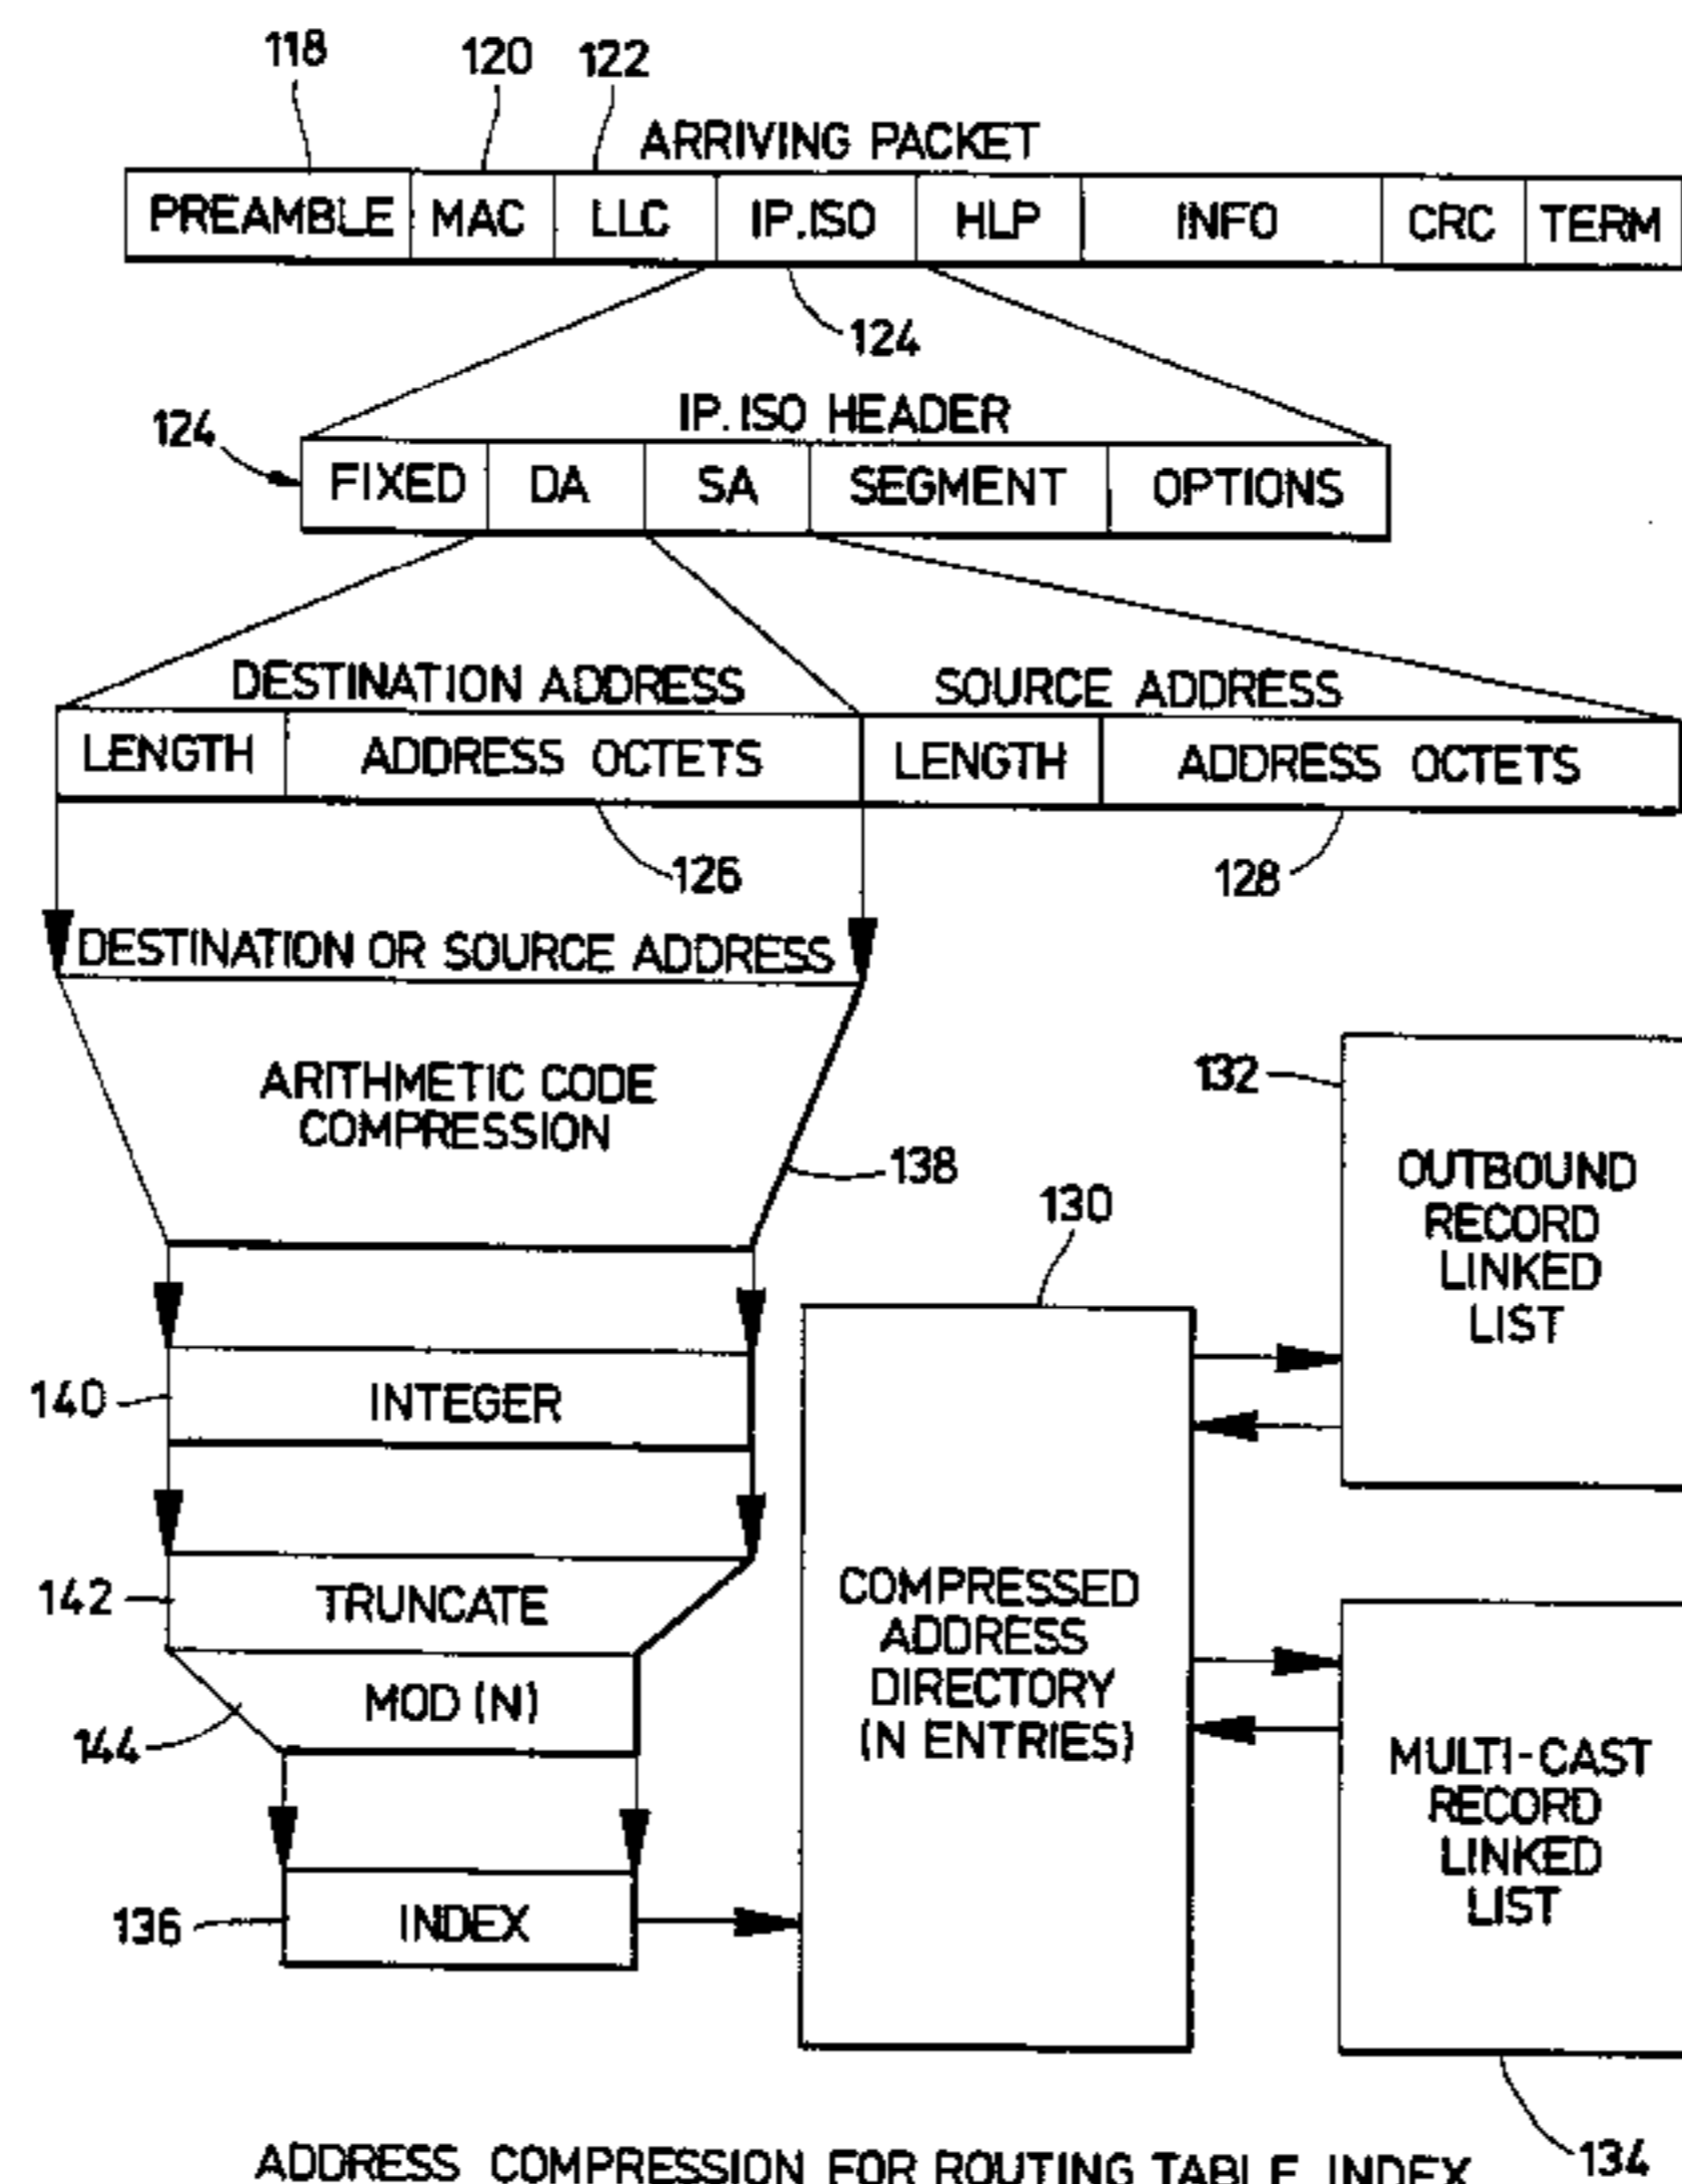 118 120 122
ARRIVING PACKET
PREAMBLE MAC LLC IP.ISO HLP INFO CRC TERM
124
IP.ISO HEADER
124
FIXED DA SA SEGMENT OPTIONS
DESTINATION ADDRESS SOURCE ADDRESS
LENGTH ADDRESS OCTETS LENGTH ADDRESS OCTETS
126 128
DESTINATION OR SOURCE ADDRESS
ARITHMETIC CODE
COMPRESSION
138
140
INTEGER
142
TRUNCATE
MOD (N)
144
136
INDEX
130
COMPRESSED
ADDRESS
DIRECTORY
(N ENTRIES)
132
OUTBOUND
RECORD
LINKED
LIST
MULTI-CAST
RECORD
LINKED
LIST
134
ADDRESS COMPRESSION FOR ROUTING TABLE INDEX